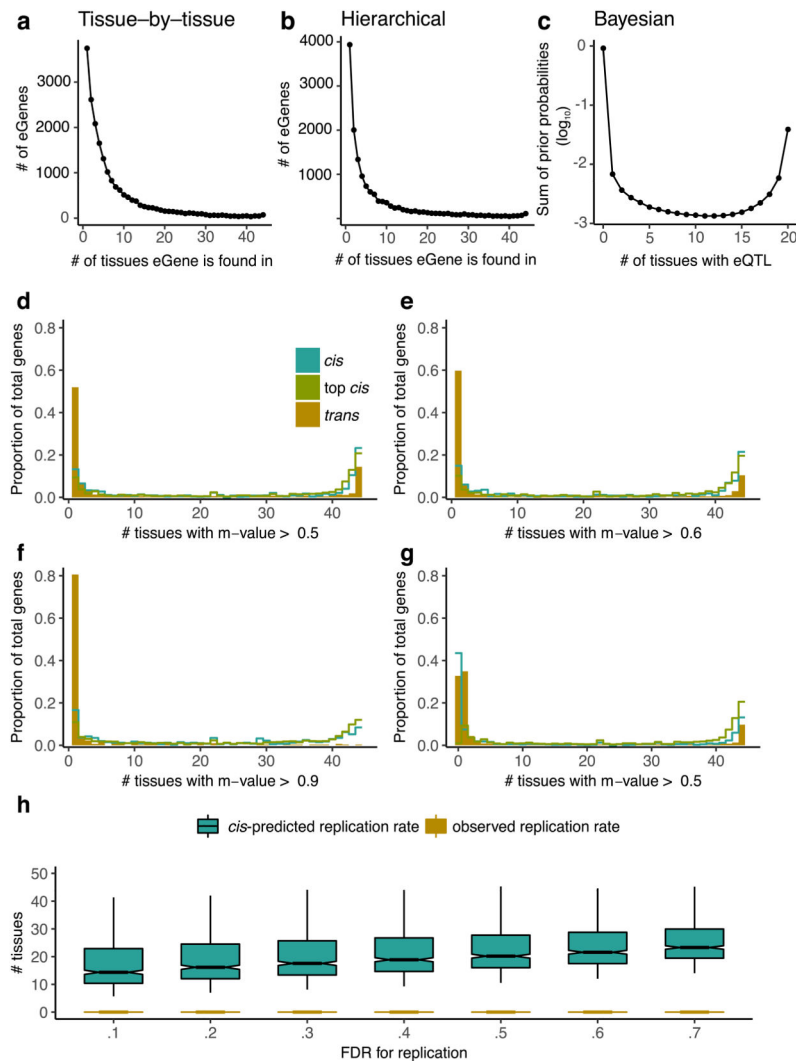 a Tissue−by−tissue
b Hierarchical
c Bayesian
# of eGenes
3000
2000
1000
0
0 10 20 30 40
# of tissues eGene is found in
# of eGenes
4000
3000
2000
1000
0
0 10 20 30 40
# of tissues eGene is found in
Sum of prior probabilities
(log10)
0
-1
-2
-3
0 5 10 15 20
# of tissues with eQTL
d
Proportion of total genes
0.8
0.6
0.4
0.2
0.0
cis
top cis
trans
0 10 20 30 40
# tissues with m−value > 0.5
e
Proportion of total genes
0.8
0.6
0.4
0.2
0.0
0 10 20 30 40
# tissues with m−value > 0.6
f
Proportion of total genes
0.8
0.6
0.4
0.2
0.0
0 10 20 30 40
# tissues with m−value > 0.9
g
Proportion of total genes
0.8
0.6
0.4
0.2
0.0
0 10 20 30 40
# tissues with m−value > 0.5
h
cis-predicted replication rate
observed replication rate
# tissues
50
40
30
20
10
0
.1 .2 .3 .4 .5 .6 .7
FDR for replication